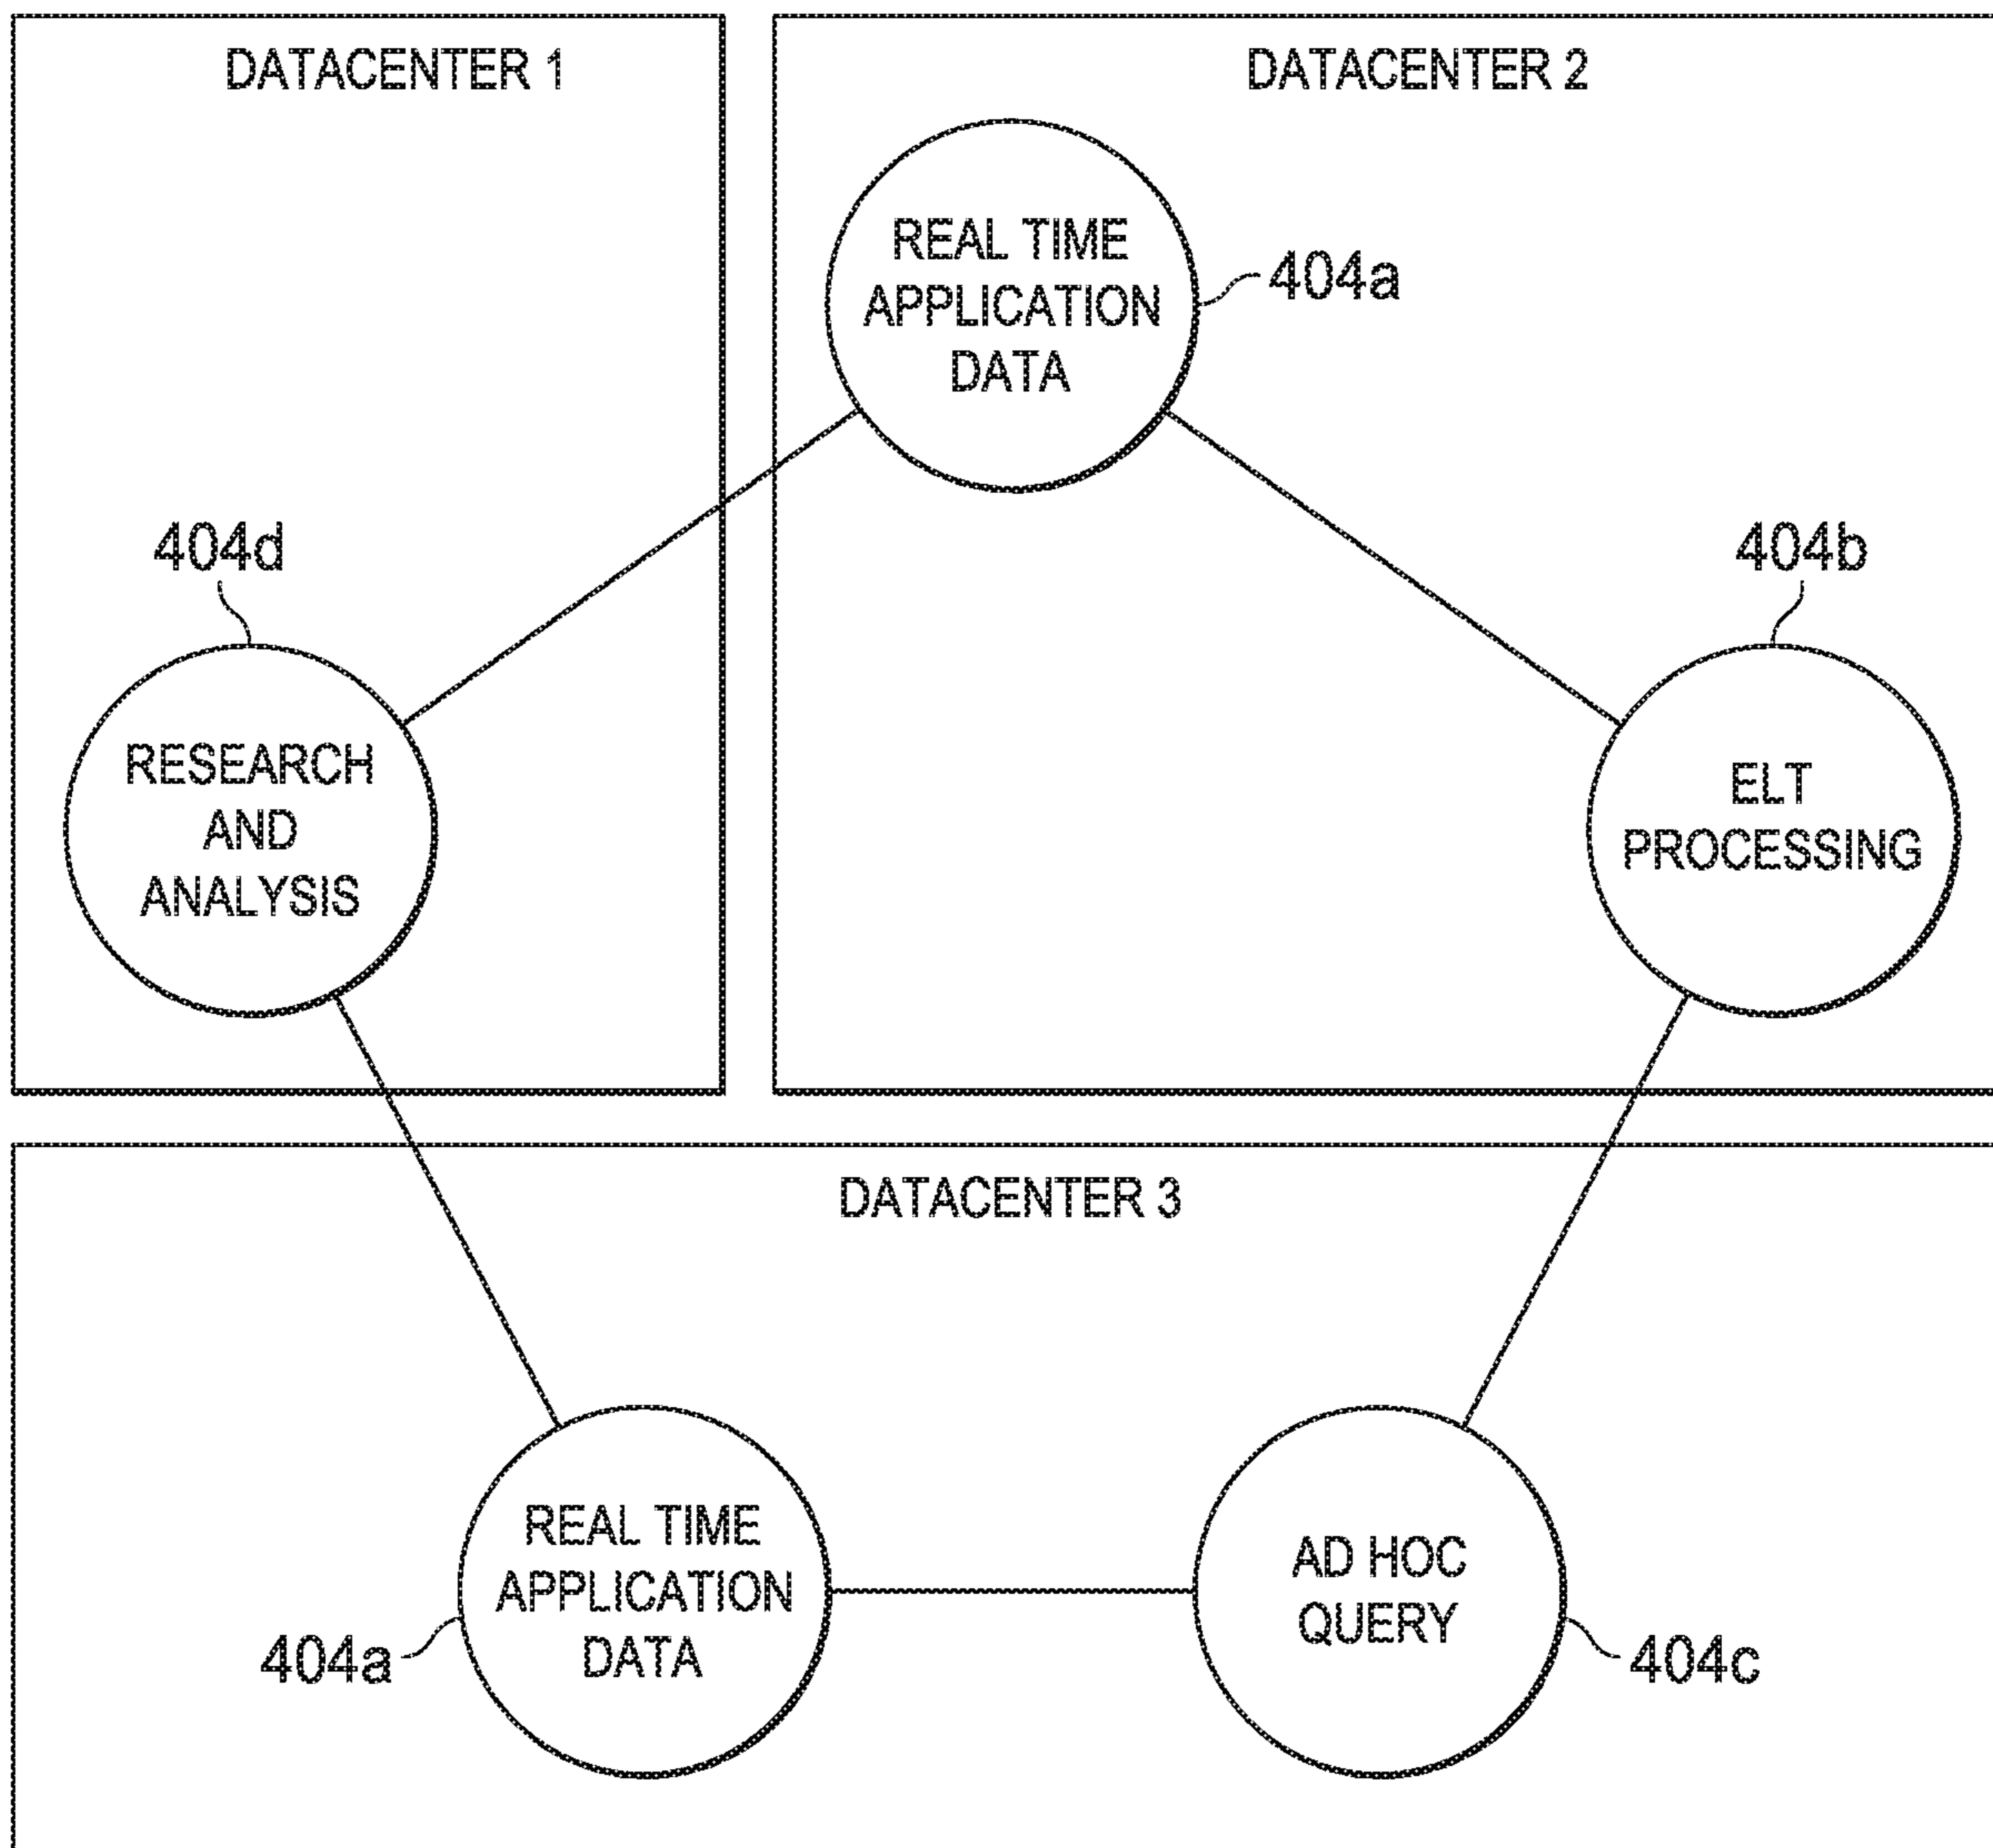 DATACENTER 1
DATACENTER 2
REAL TIME
APPLICATION
DATA
404a
404d
404b
RESEARCH
AND
ANALYSIS
ELT
PROCESSING
DATACENTER 3
REAL TIME
APPLICATION
DATA
404a
AD HOC
QUERY
404c